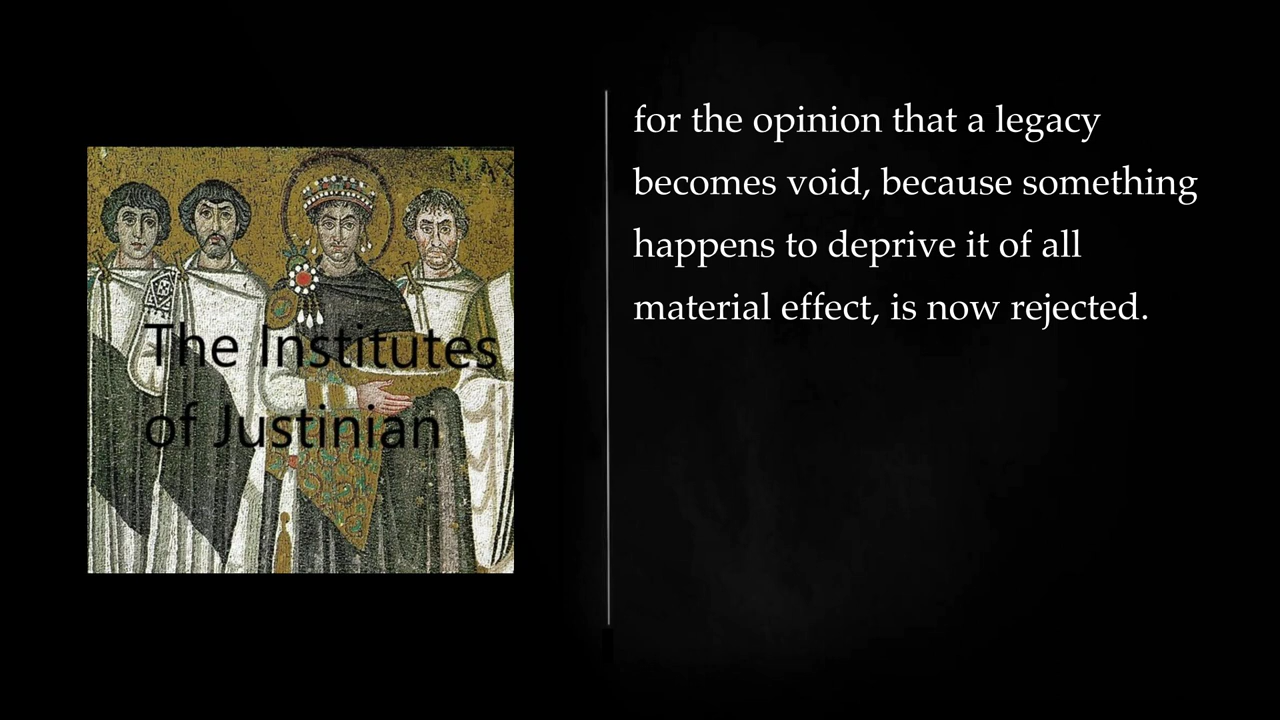 The Institutes
of Justinian
for the opinion that a legacy
becomes void, because something
happens to deprive it of all
material effect, is now rejected.